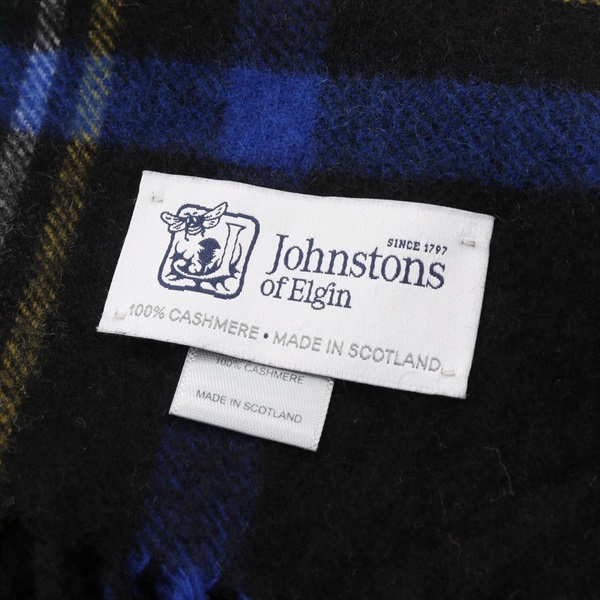 SINCE 1797
Johnstons
of Elgin
100% CASHMERE • MADE IN SCOTLAND
100% CASHMERE
MADE IN SCOTLAND